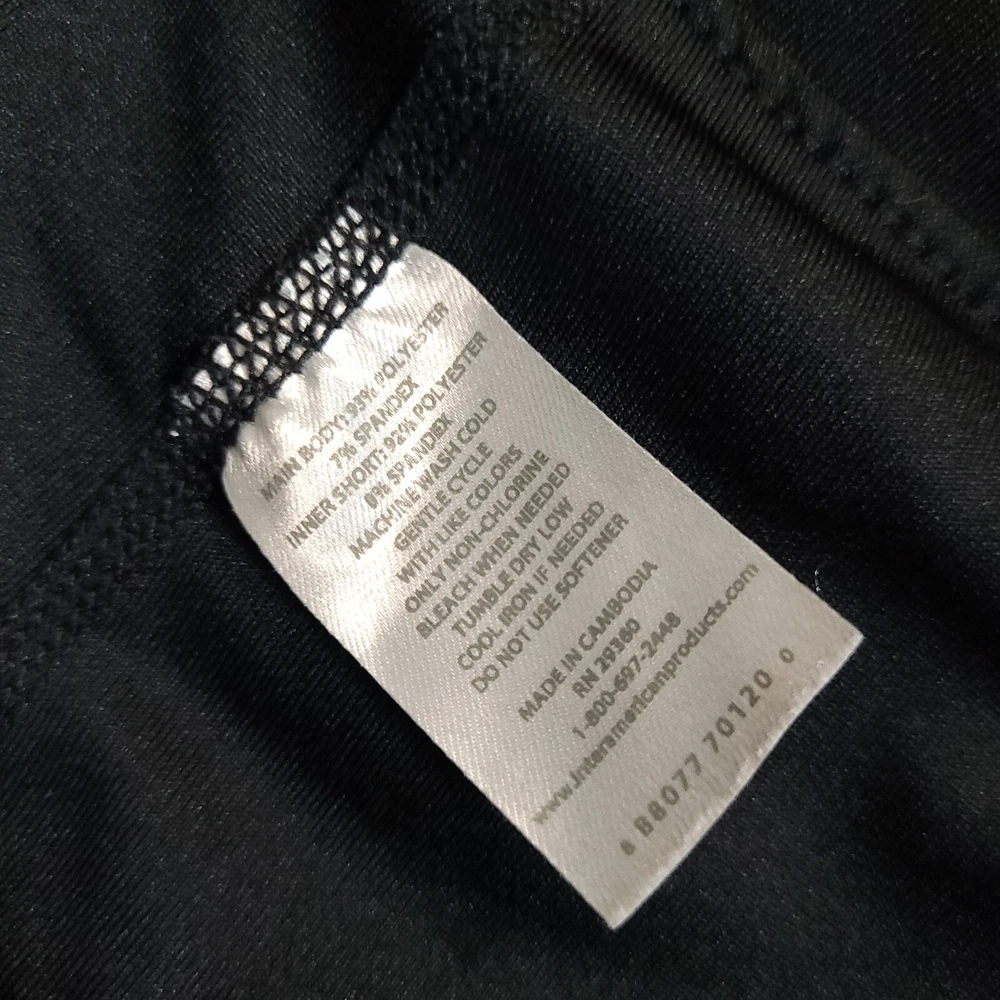 MAIN BODY: 93% POLYESTER
7% SPANDEX
INNER SHORT: 92% POLYESTER
8% SPANDEX
MACHINE WASH COLD
GENTLE CYCLE
WITH LIKE COLORS
ONLY NON-CHLORINE
BLEACH WHEN NEEDED
TUMBLE DRY LOW
COOL IRON IF NEEDED
DO NOT USE SOFTENER
MADE IN CAMBODIA
RN 29360
1-800-697-2448
www.interamericanproducts.com
8 88077 70120 0